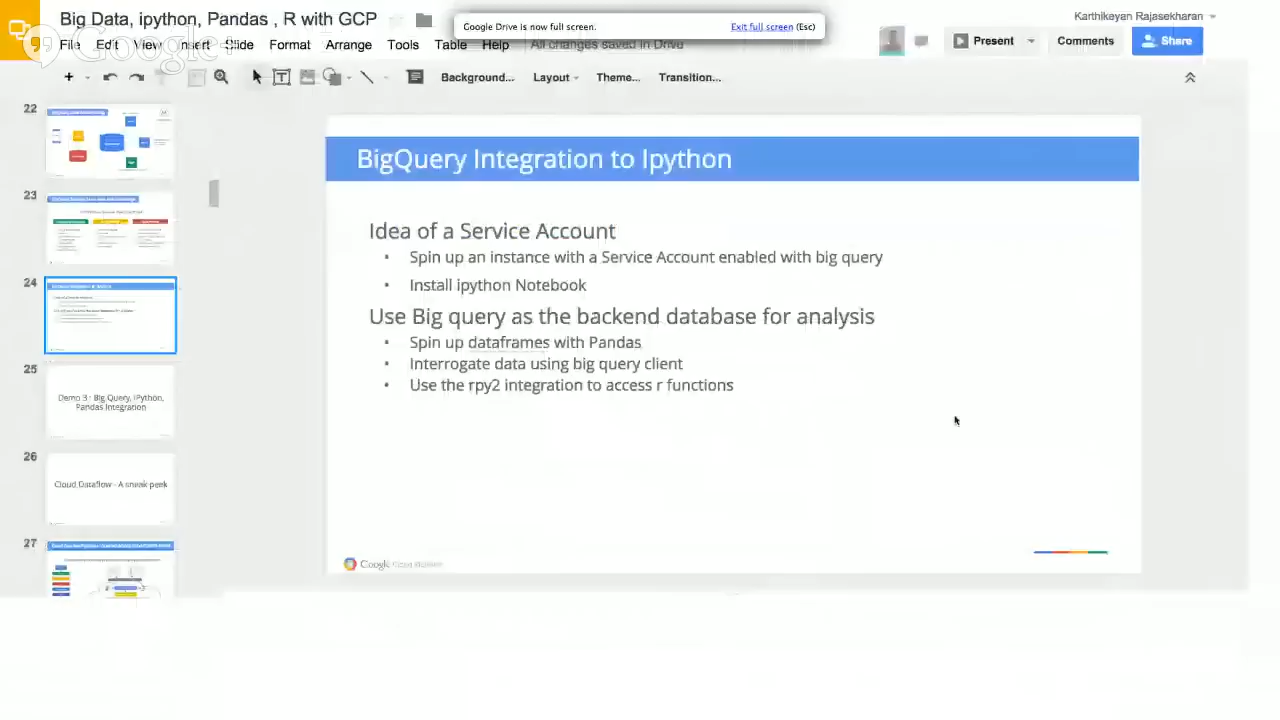 Big Data, ipython, Pandas , R with GCP
Google Drive is now full screen. Exit full screen (Esc)
Karthikeyan Rajasekharan
Google+
File Edit View Insert Slide Format Arrange Tools Table Help All changes saved in Drive
Present Comments Share
Background... Layout Theme... Transition...
22
23
24
25
Demo 3 : Big Query, IPython,
Pandas Integration
26
Cloud Dataflow - A sneak peek
27
BigQuery Integration to Ipython
Idea of a Service Account
• Spin up an instance with a Service Account enabled with big query
• Install ipython Notebook
Use Big query as the backend database for analysis
• Spin up dataframes with Pandas
• Interrogate data using big query client
• Use the rpy2 integration to access r functions
Google Cloud Platform